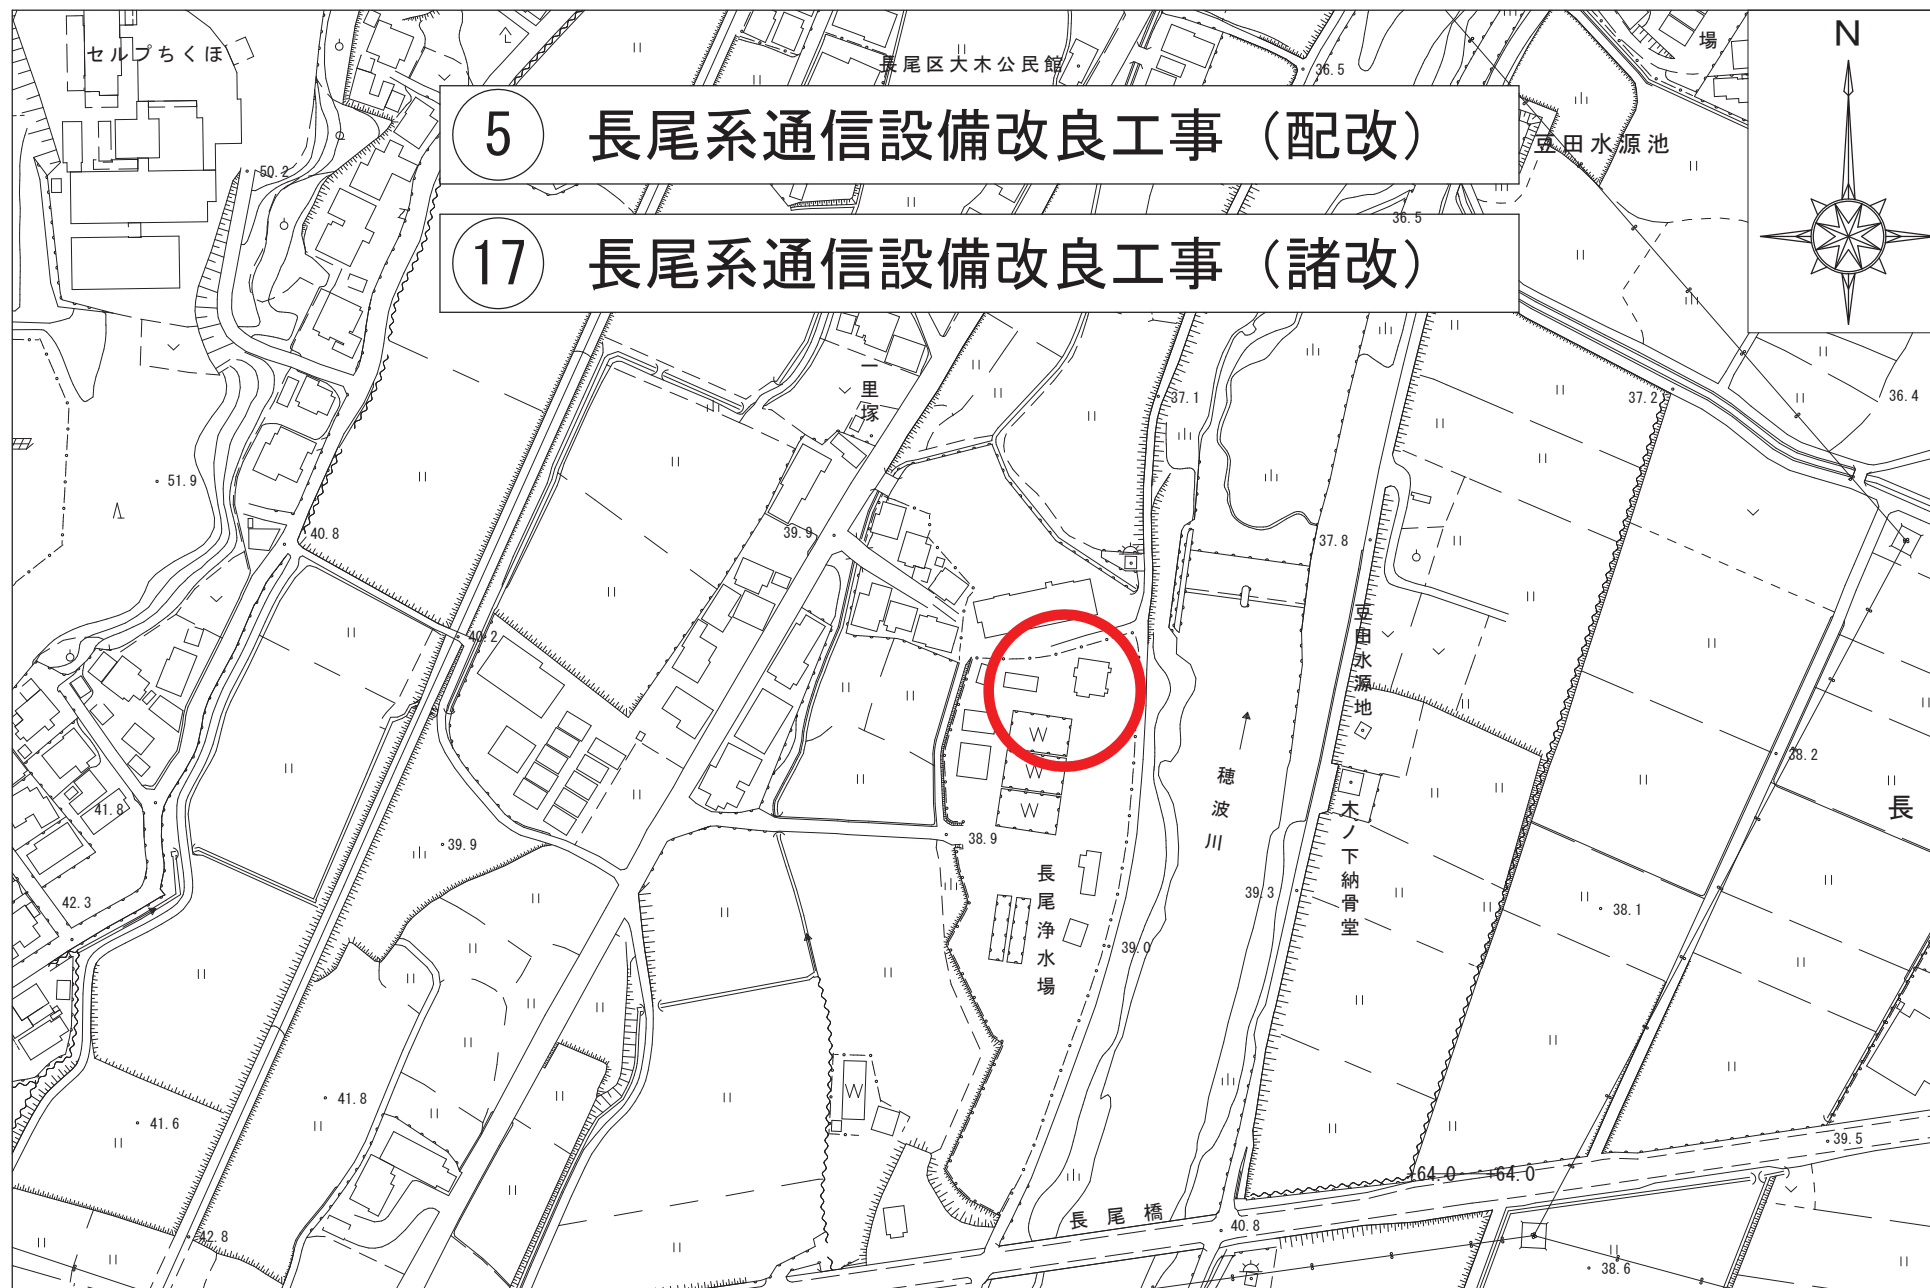 セルプちくほ
長尾区大木公民館
36.5
場
N
⑤ 長尾系通信設備改良工事（配改）
豆田水源池
50.2
⑰ 長尾系通信設備改良工事（諸改）
36.5
一里塚
37.1
37.2
36.4
51.9
40.8
39.9
37.8
40.2
豆田水源地
W
W
W
穂波川
38.2
長
41.8
39.9
38.9
木ノ下納骨堂
長尾浄水場
42.3
39.3
38.1
39.0
41.8
41.6
W
39.5
64.0
64.0
長尾橋
40.8
42.8
38.6